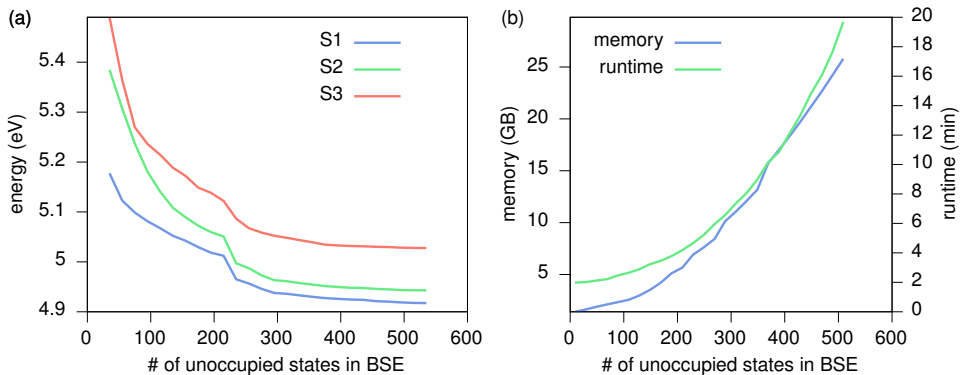 (a)
energy (eV)
5.4
5.3
5.2
5.1
5
4.9
0 100 200 300 400 500 600
# of unoccupied states in BSE
S1
S2
S3
(b)
memory (GB)
25
20
15
10
5
0 100 200 300 400 500 600
# of unoccupied states in BSE
memory
runtime
20
18
16
14
12
10
8
6
4
2
0
runtime (min)